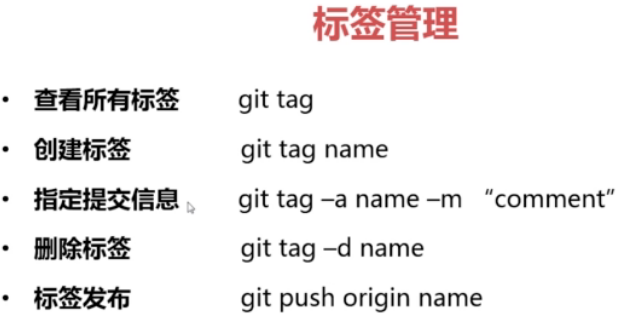 标签管理
• 查看所有标签 git tag
• 创建标签 git tag name
• 指定提交信息 git tag –a name –m “comment”
• 删除标签 git tag –d name
• 标签发布 git push origin name